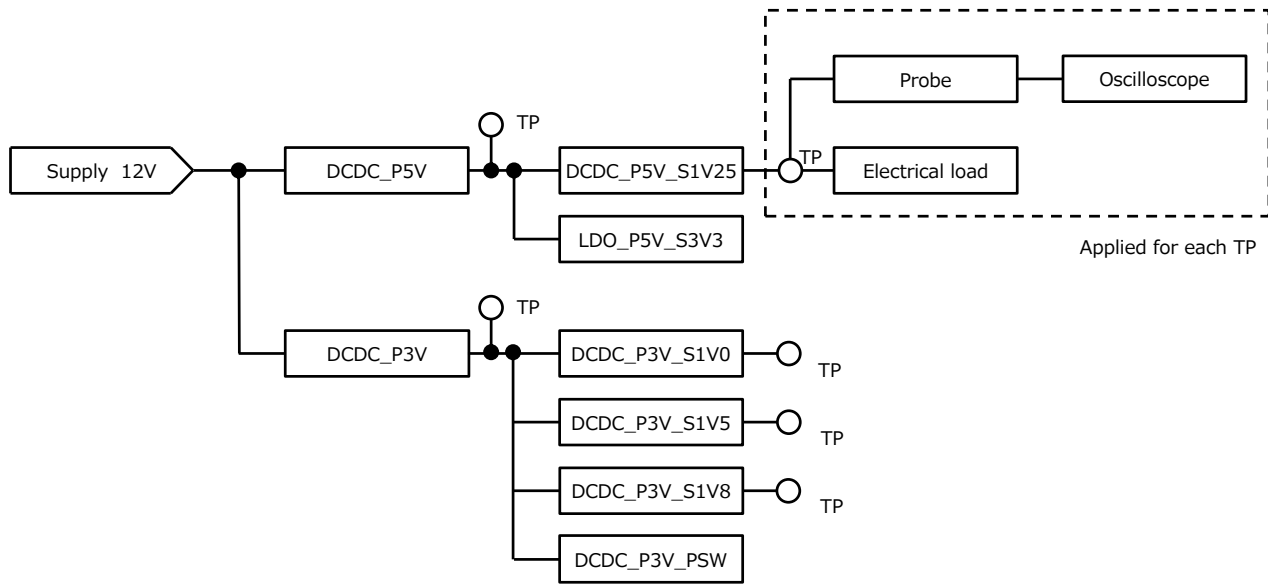 Probe
Oscilloscope
TP
Supply 12V
DCDC_P5V
DCDC_P5V_S1V25
TP
Electrical load
LDO_P5V_S3V3
Applied for each TP
TP
DCDC_P3V
DCDC_P3V_S1V0
TP
DCDC_P3V_S1V5
TP
DCDC_P3V_S1V8
TP
DCDC_P3V_PSW